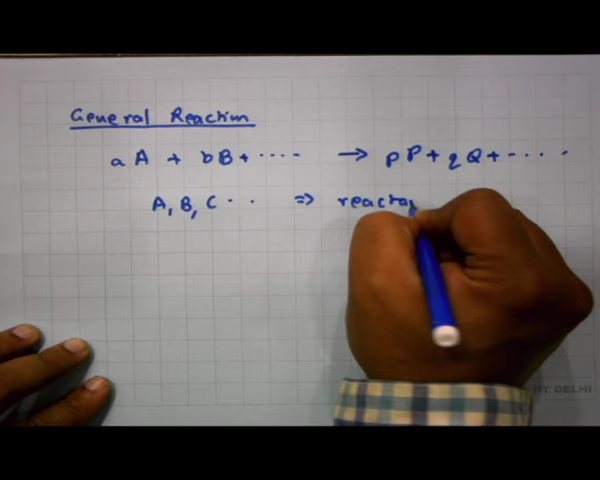 General Reaction
aA + bB + ···· → pP + qQ + ····
A, B, C ·· ⇒ reacta
IIT DELHI